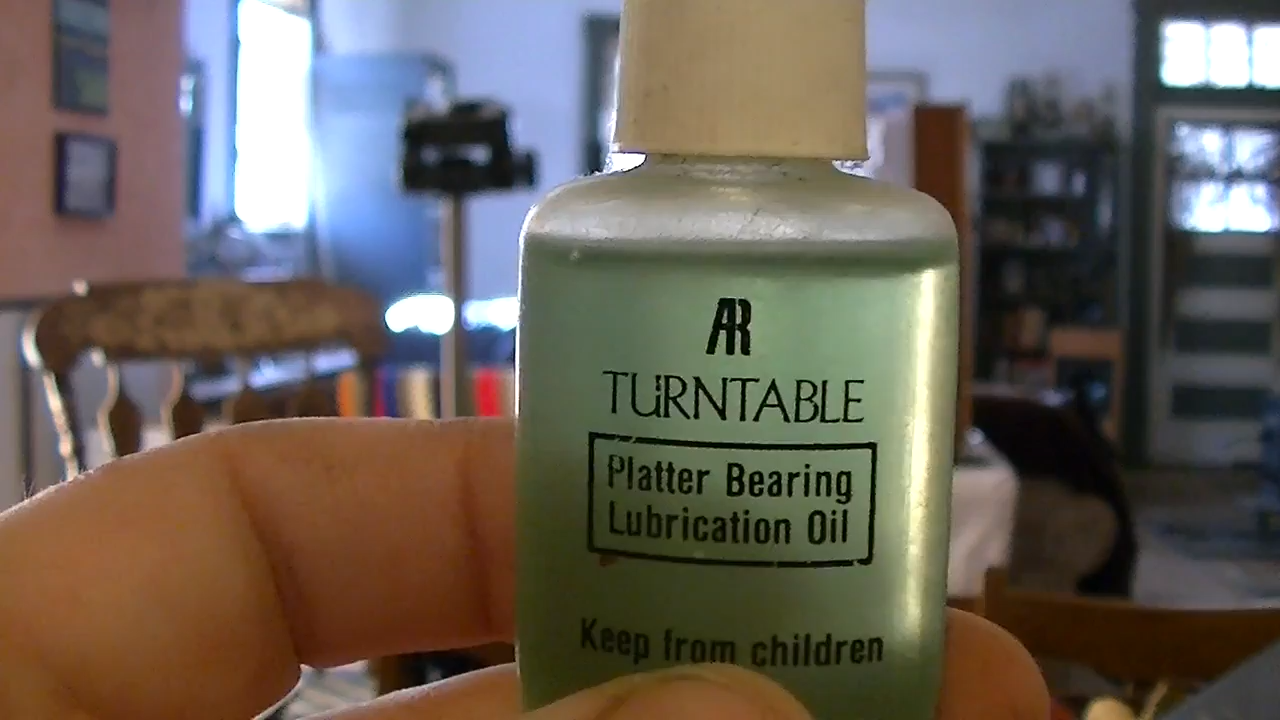 AR
TURNTABLE
Platter Bearing
Lubrication Oil
Keep from children